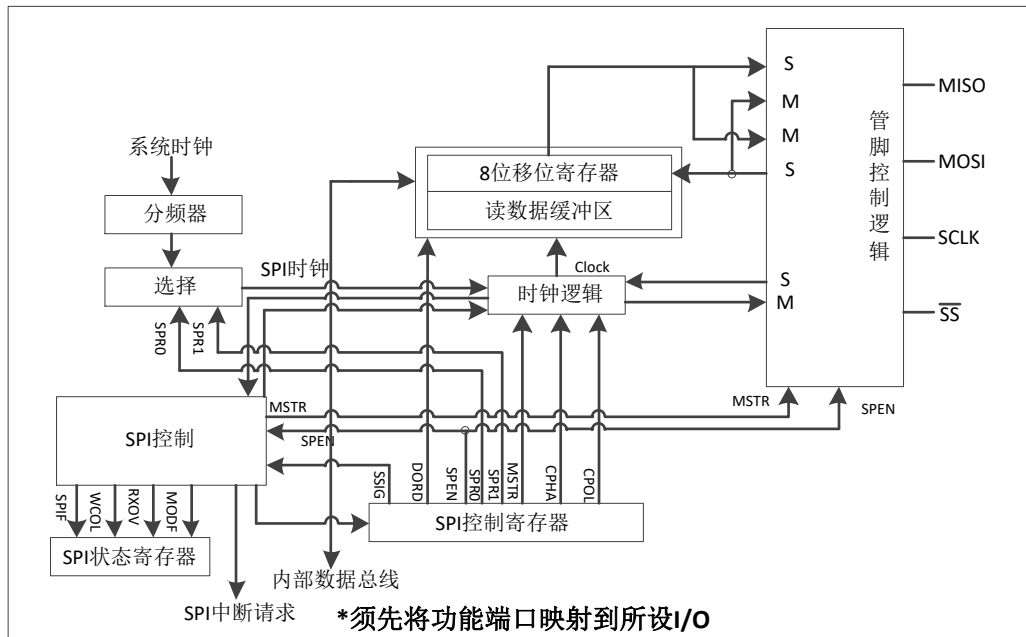 S
MISO
M
系统时钟
M
MOSI
8位移位寄存器
S
管脚控制逻辑
分频器
读数据缓冲区
SCLK
SPI时钟
Clock
选择
时钟逻辑
S
M
SS
SPR0
SPR1
MSTR
MSTR
SPEN
SPI控制
SPEN
SSIG
DORD
SPEN
SPR0
SPR1
MSTR
CPHA
CPOL
SPIF
WCOL
RXOV
MODF
SPI控制寄存器
SPI状态寄存器
内部数据总线
SPI中断请求
*须先将功能端口映射到所设I/O